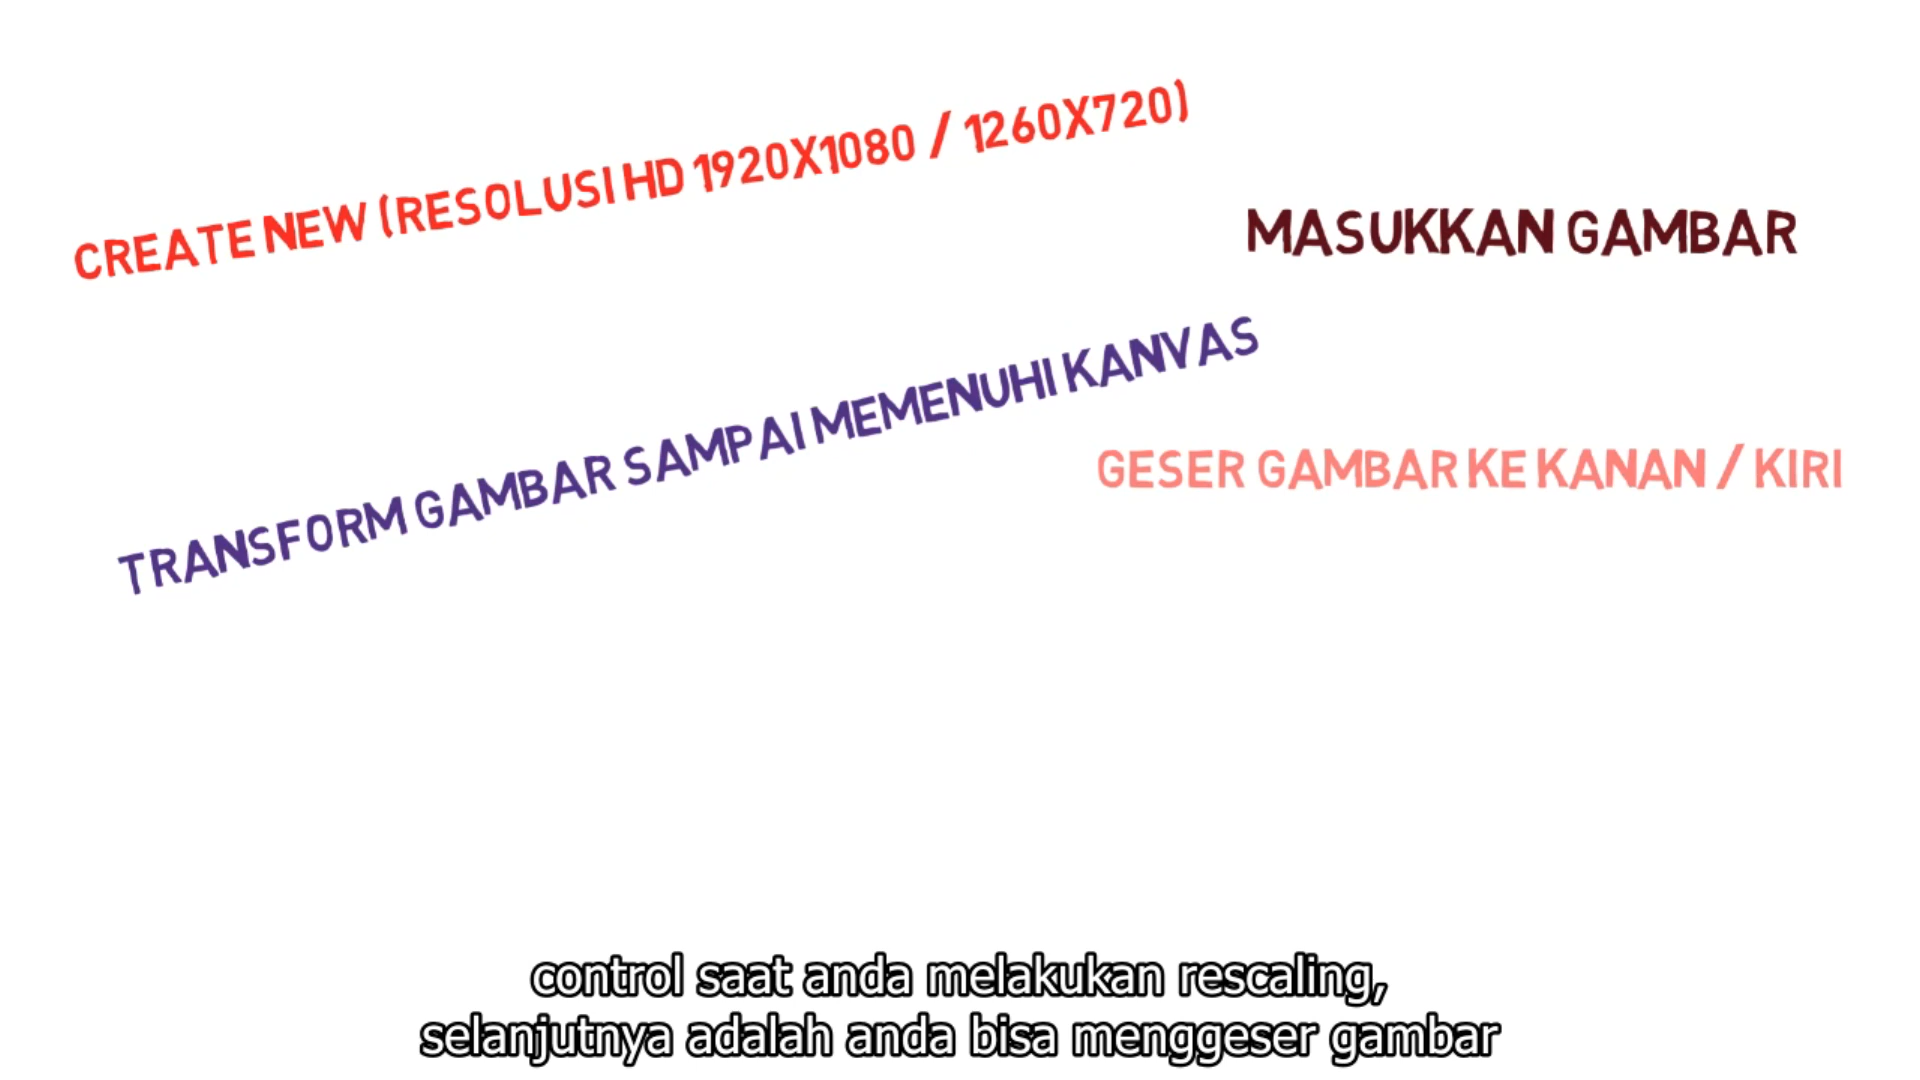 CREATE NEW (RESOLUSI HD 1920X1080 / 1260X720)
MASUKKAN GAMBAR
TRANSFORM GAMBAR SAMPAI MEMENUHI KANVAS
GESER GAMBAR KE KANAN / KIRI
control saat anda melakukan rescaling,
selanjutnya adalah anda bisa menggeser gambar